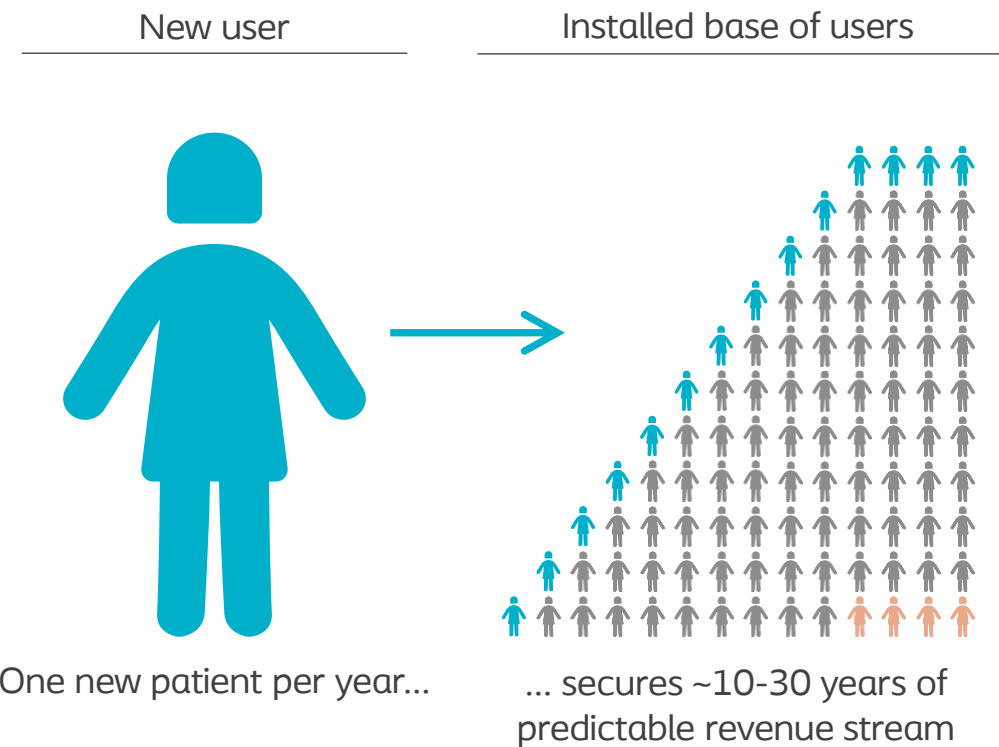 New user
Installed base of users
One new patient per year...
... secures ~10-30 years of
predictable revenue stream